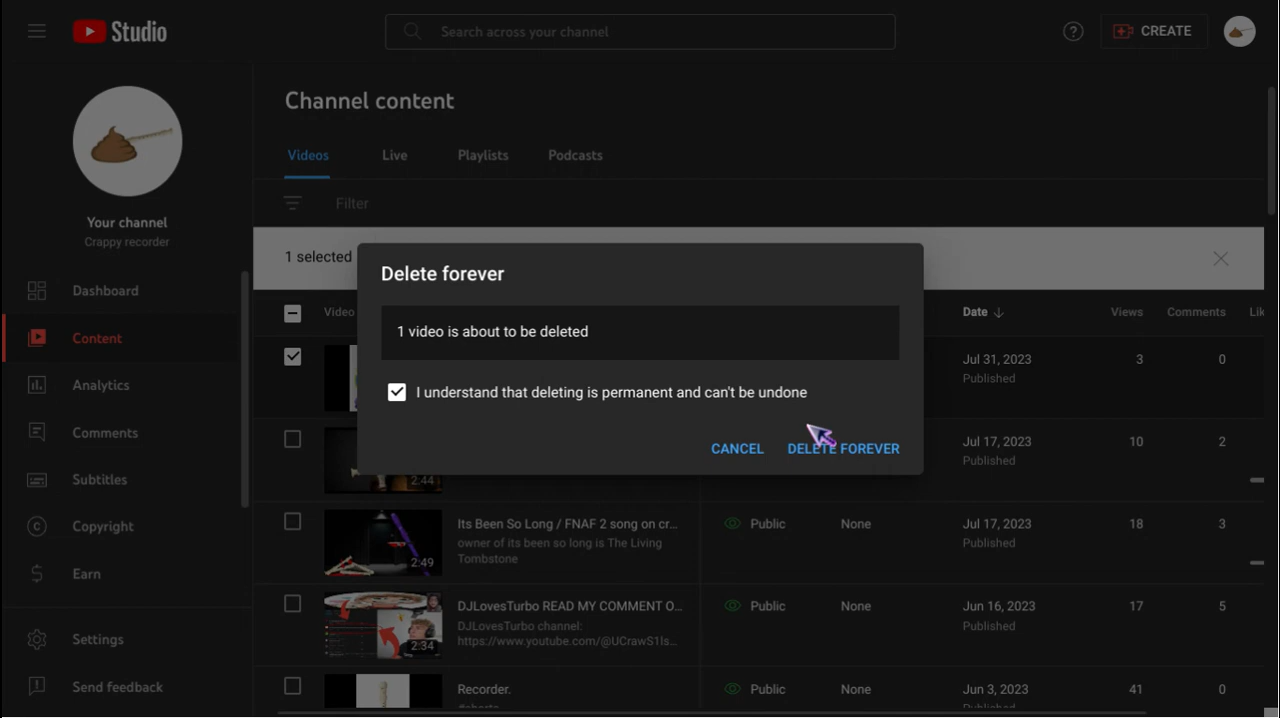 Studio
Search across your channel
?
CREATE
Channel content
Videos
Live
Playlists
Podcasts
Your channel
Crappy recorder
Filter
1 selected
Delete forever
1 video is about to be deleted
I understand that deleting is permanent and can't be undone
CANCEL
DELETE FOREVER
Dashboard
Content
Analytics
Comments
Subtitles
Copyright
Earn
Settings
Send feedback
Video
Date
Views
Comments
Lik
Jul 31, 2023
Published
3
0
2:44
Jul 17, 2023
Published
10
2
2:49
Its Been So Long / FNAF 2 song on cr...
owner of its been so long is The Living
Tombstone
Public
None
Jul 17, 2023
Published
18
3
2:34
DJLovesTurbo READ MY COMMENT O...
DJLovesTurbo channel:
https://www.youtube.com/@UCrawS1Is...
Public
None
Jun 16, 2023
Published
17
5
Recorder.
Public
None
Jun 3, 2023
41
0